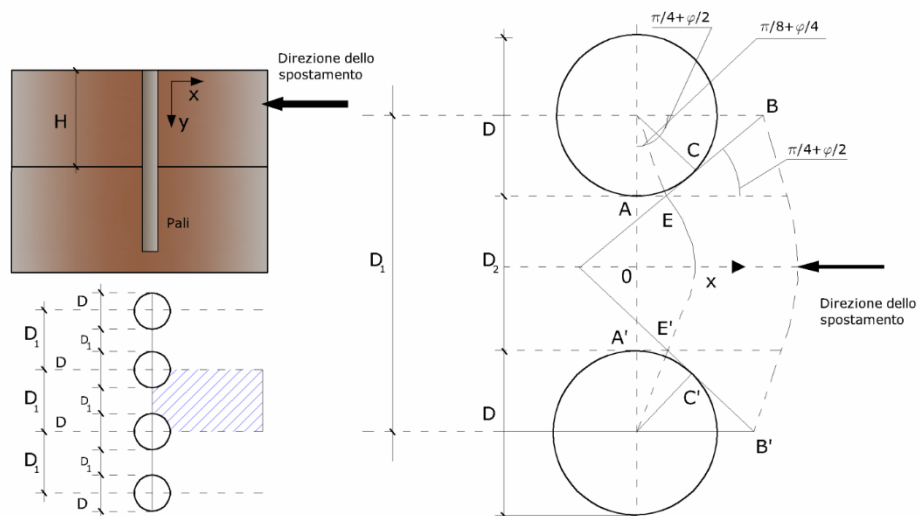 Direzione dello
spostamento
H
x
y
Pali
D
D1
D1
D
D1
D1
D
D1
D1
D
π/4+φ/2
π/8+φ/4
D
B
C
π/4+φ/2
A
E
D1
D2
0
x
Direzione dello
spostamento
A'
E'
C'
D
B'